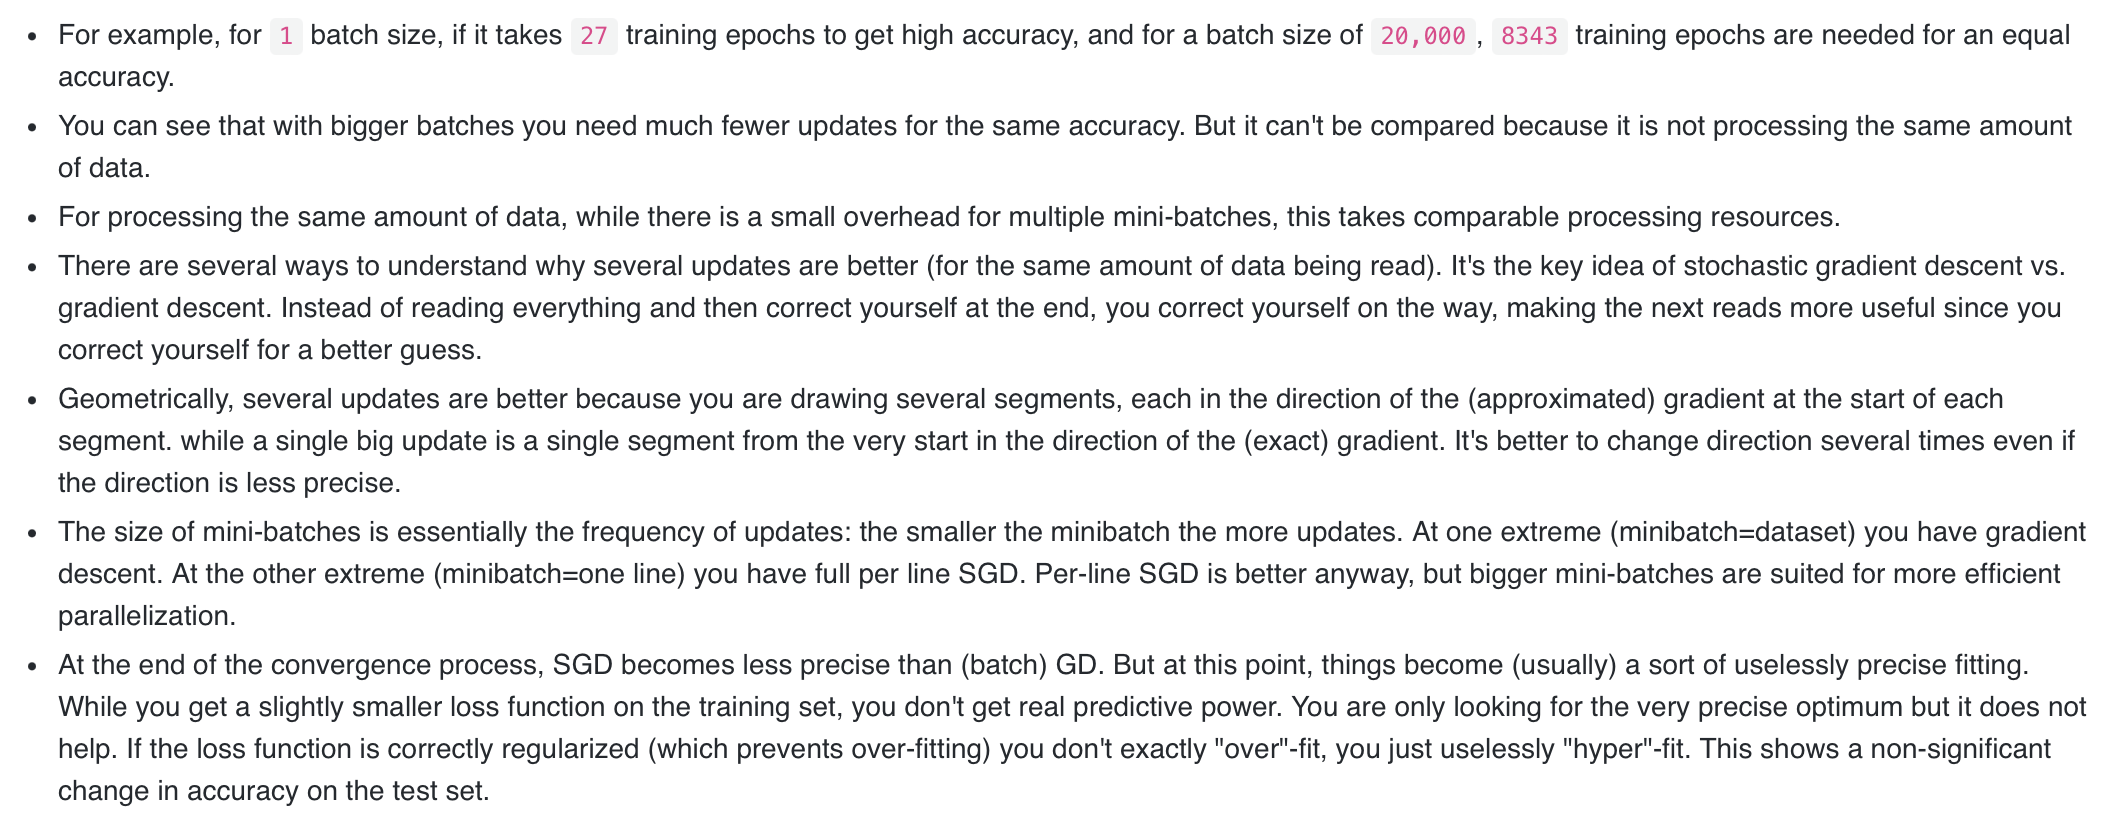 • For example, for 1 batch size, if it takes 27 training epochs to get high accuracy, and for a batch size of 20,000, 8343 training epochs are needed for an equal
accuracy.
• You can see that with bigger batches you need much fewer updates for the same accuracy. But it can't be compared because it is not processing the same amount
of data.
• For processing the same amount of data, while there is a small overhead for multiple mini-batches, this takes comparable processing resources.
• There are several ways to understand why several updates are better (for the same amount of data being read). It's the key idea of stochastic gradient descent vs.
gradient descent. Instead of reading everything and then correct yourself at the end, you correct yourself on the way, making the next reads more useful since you
correct yourself for a better guess.
• Geometrically, several updates are better because you are drawing several segments, each in the direction of the (approximated) gradient at the start of each
segment. while a single big update is a single segment from the very start in the direction of the (exact) gradient. It's better to change direction several times even if
the direction is less precise.
• The size of mini-batches is essentially the frequency of updates: the smaller the minibatch the more updates. At one extreme (minibatch=dataset) you have gradient
descent. At the other extreme (minibatch=one line) you have full per line SGD. Per-line SGD is better anyway, but bigger mini-batches are suited for more efficient
parallelization.
• At the end of the convergence process, SGD becomes less precise than (batch) GD. But at this point, things become (usually) a sort of uselessly precise fitting.
While you get a slightly smaller loss function on the training set, you don't get real predictive power. You are only looking for the very precise optimum but it does not
help. If the loss function is correctly regularized (which prevents over-fitting) you don't exactly "over"-fit, you just uselessly "hyper"-fit. This shows a non-significant
change in accuracy on the test set.